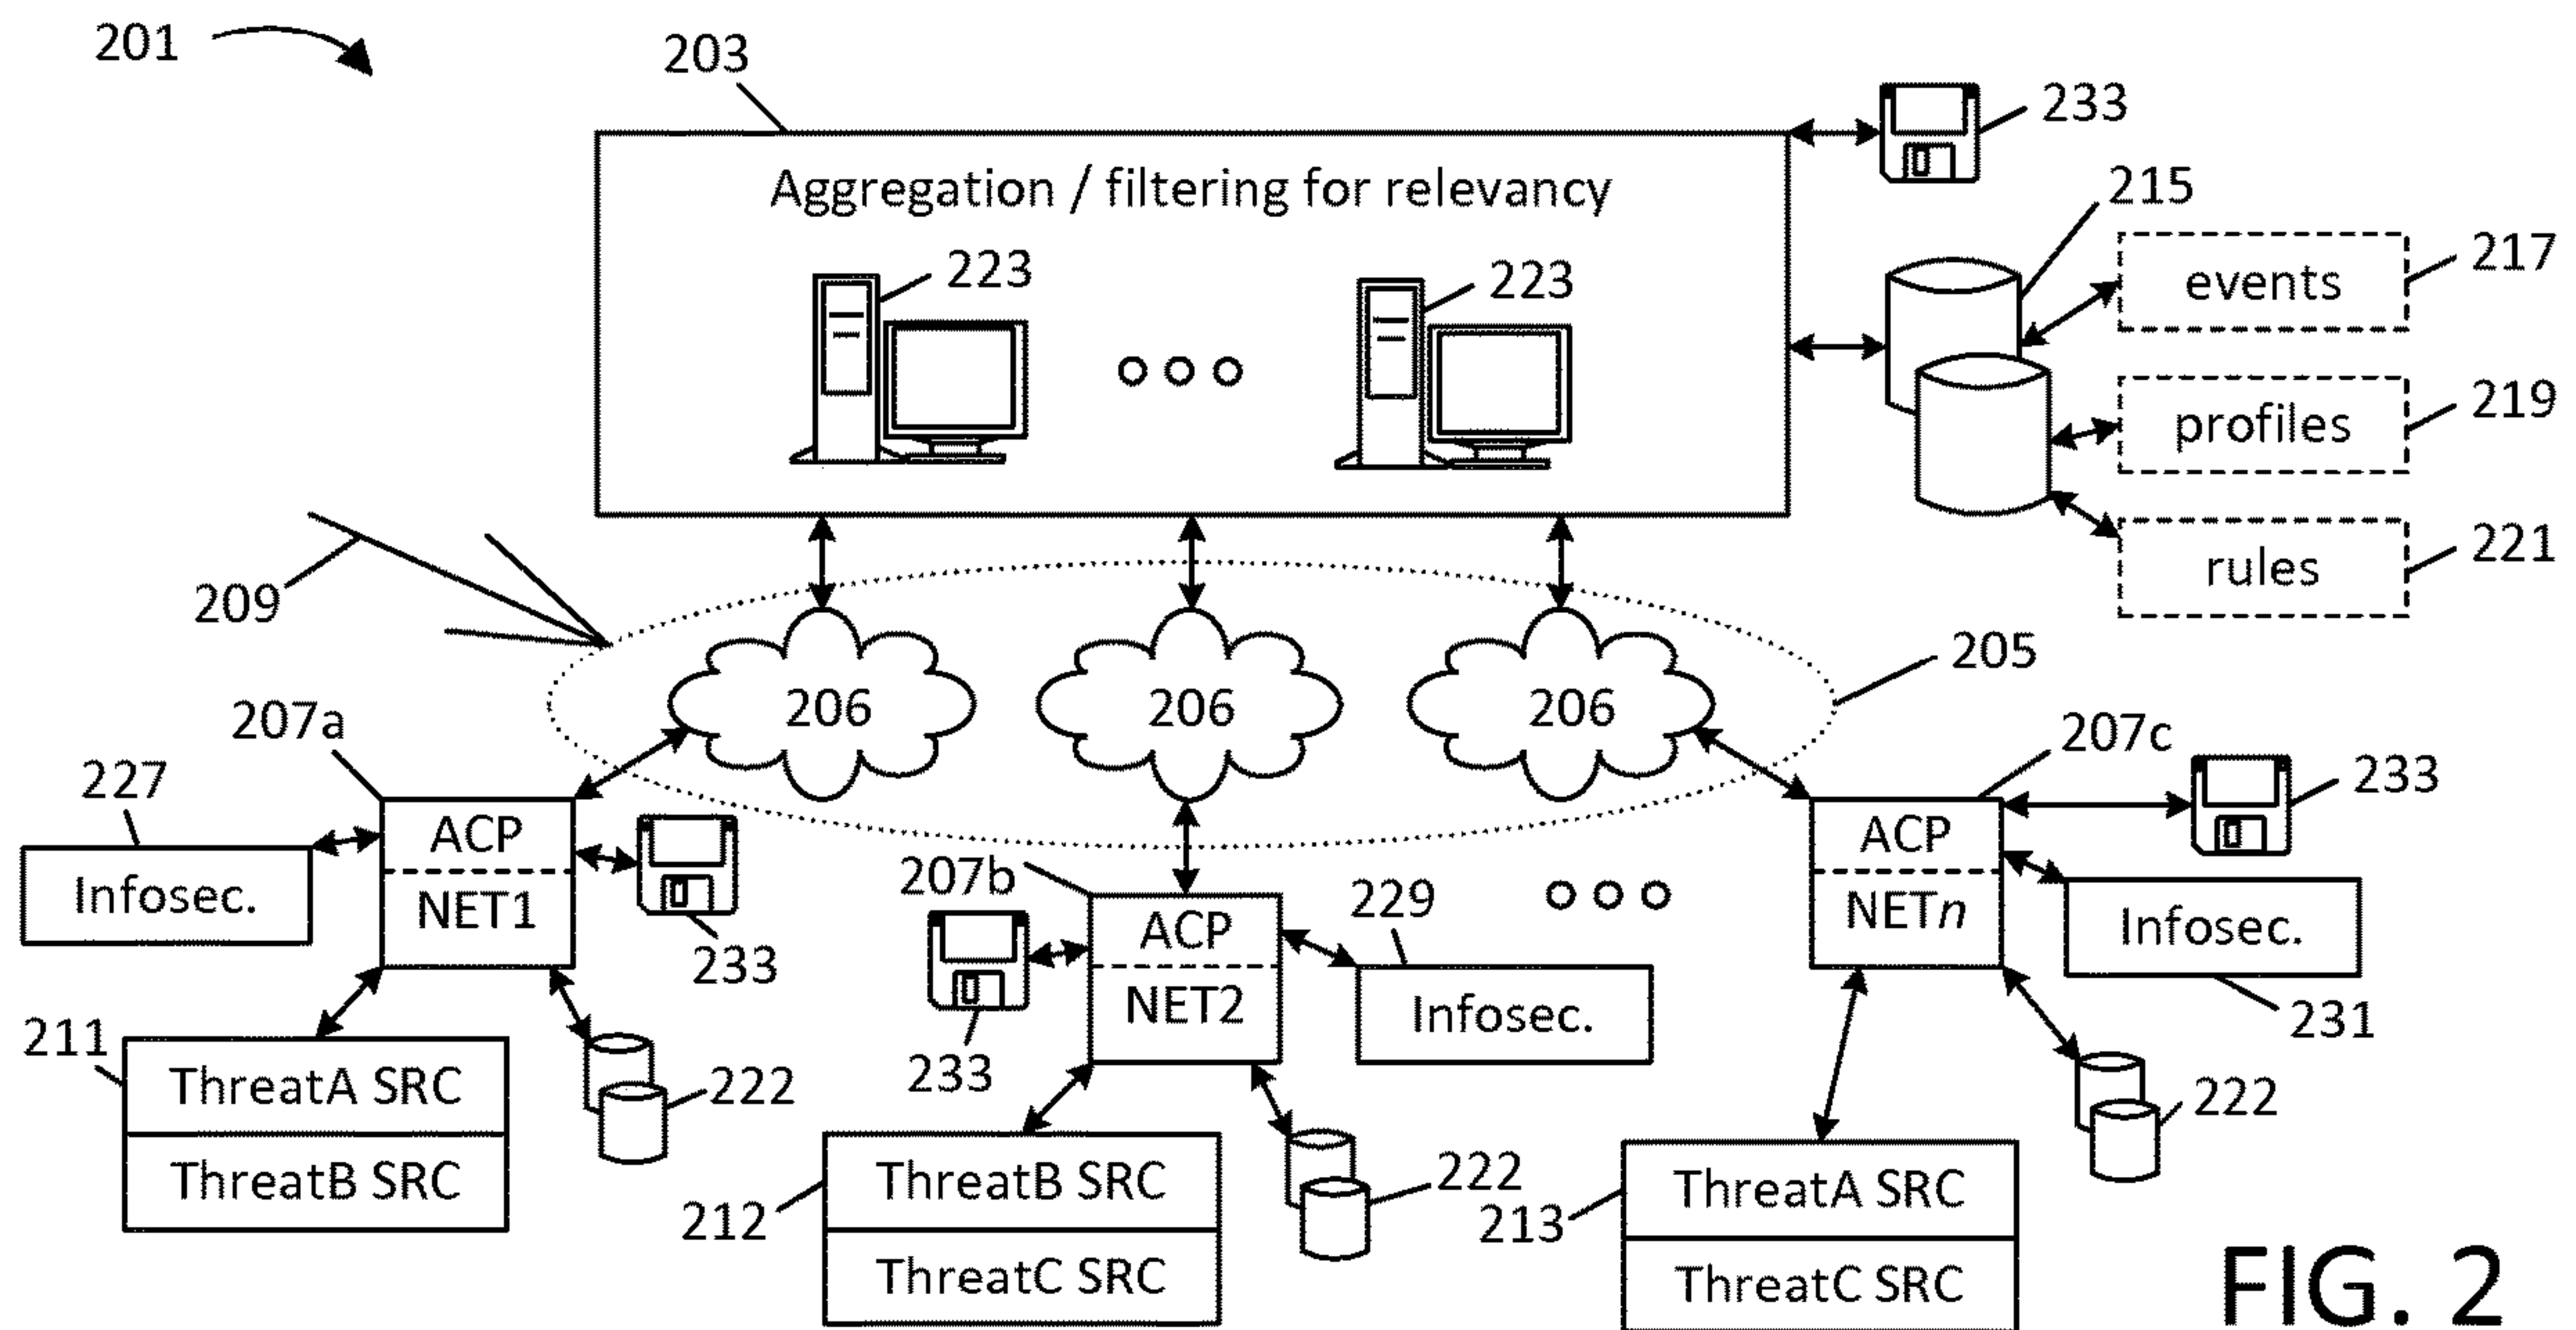 201
203
233
Aggregation / filtering for relevancy
215
223
223
217
events
219
profiles
221
rules
209
205
206
206
206
207a
207c
227
233
ACP
NET1
Infosec.
233
207b
229
ACP
NET2
233
Infosec.
ACP
NETn
Infosec.
231
211
ThreatA SRC
ThreatB SRC
222
212
ThreatB SRC
ThreatC SRC
222
213
ThreatA SRC
ThreatC SRC
222
FIG. 2